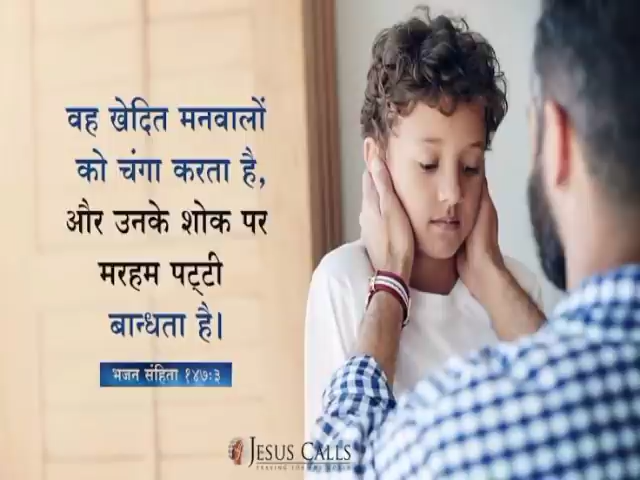 वह खेदित मनवालों
को चंगा करता है,
और उनके शोक पर
मरहम पट्टी
बान्धता है।
भजन संहिता १४७:३
JESUS CALLS